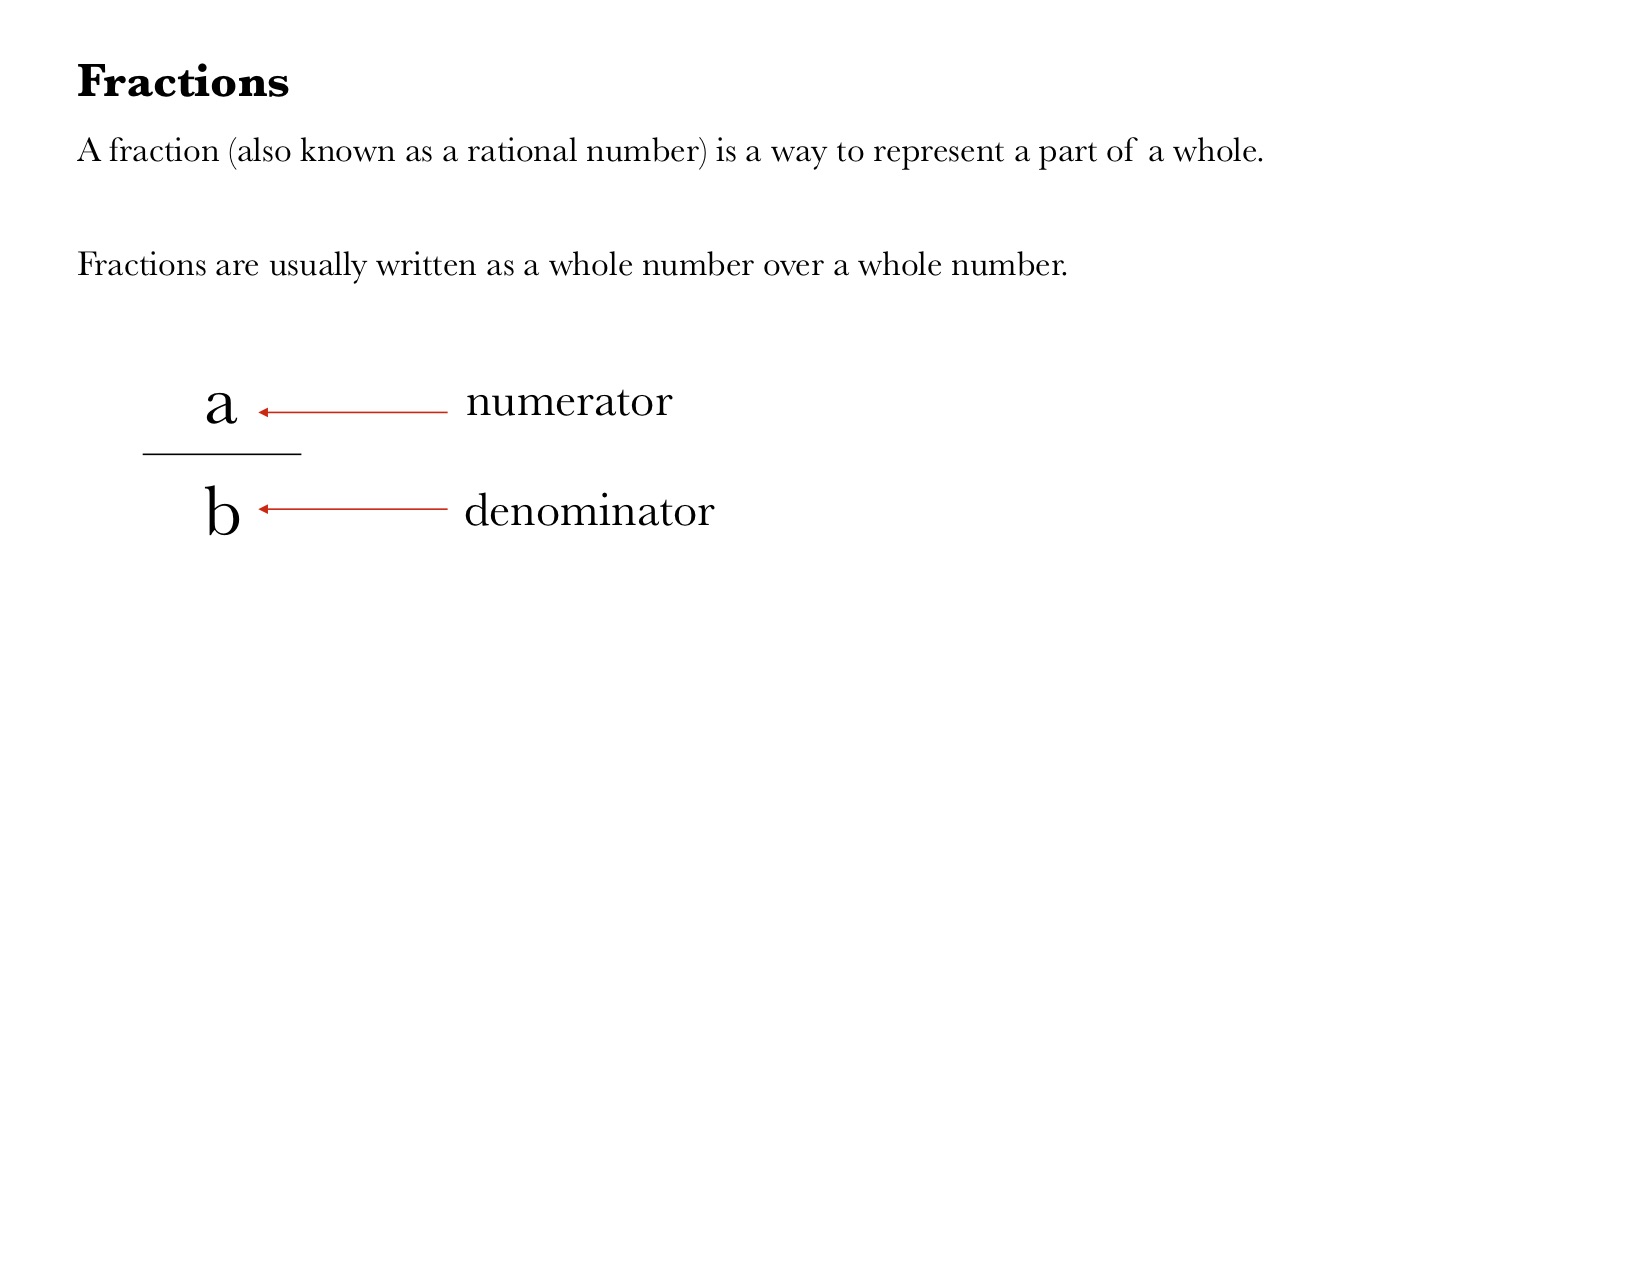 Fractions
A fraction (also known as a rational number) is a way to represent a part of a whole.
Fractions are usually written as a whole number over a whole number.
a
numerator
b
denominator